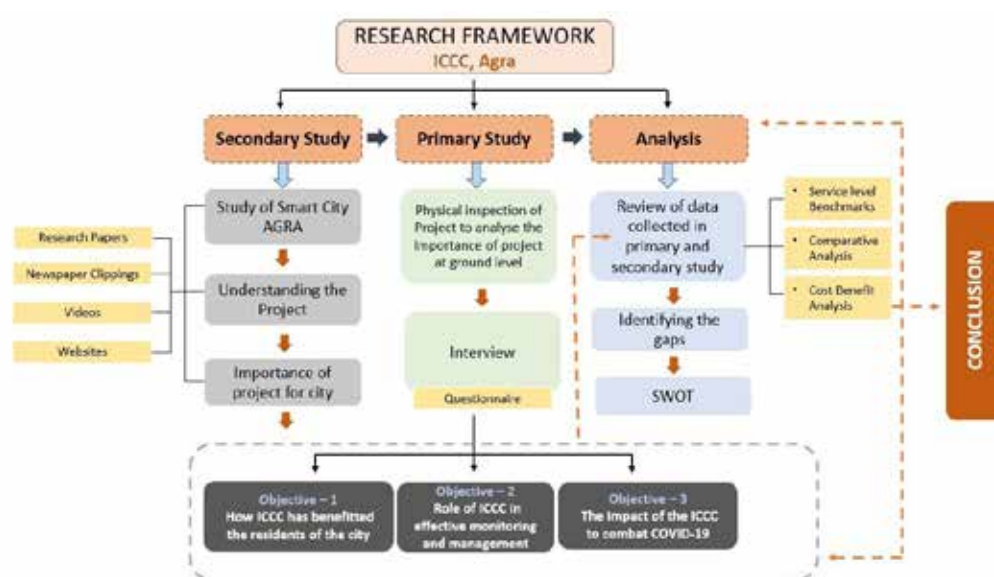 RESEARCH FRAMEWORK
ICCC, Agra
Secondary Study
Primary Study
Analysis
Study of Smart City
AGRA
Understanding the
Project
Importance of
project for city
Research Papers
Newspaper Clippings
Videos
Websites
Physical inspection of
Project to analyse the
importance of project
at ground level
Interview
Questionnaire
Review of data
collected in
primary and
secondary study
Identifying the
gaps
SWOT
• Service level
Benchmarks
• Comparative
Analysis
• Cost Benefit
Analysis
CONCLUSION
Objective – 1
How ICCC has benefitted
the residents of the city
Objective – 2
Role of ICCC in
effective monitoring
and management
Objective – 3
The impact of the ICCC
to combat COVID-19